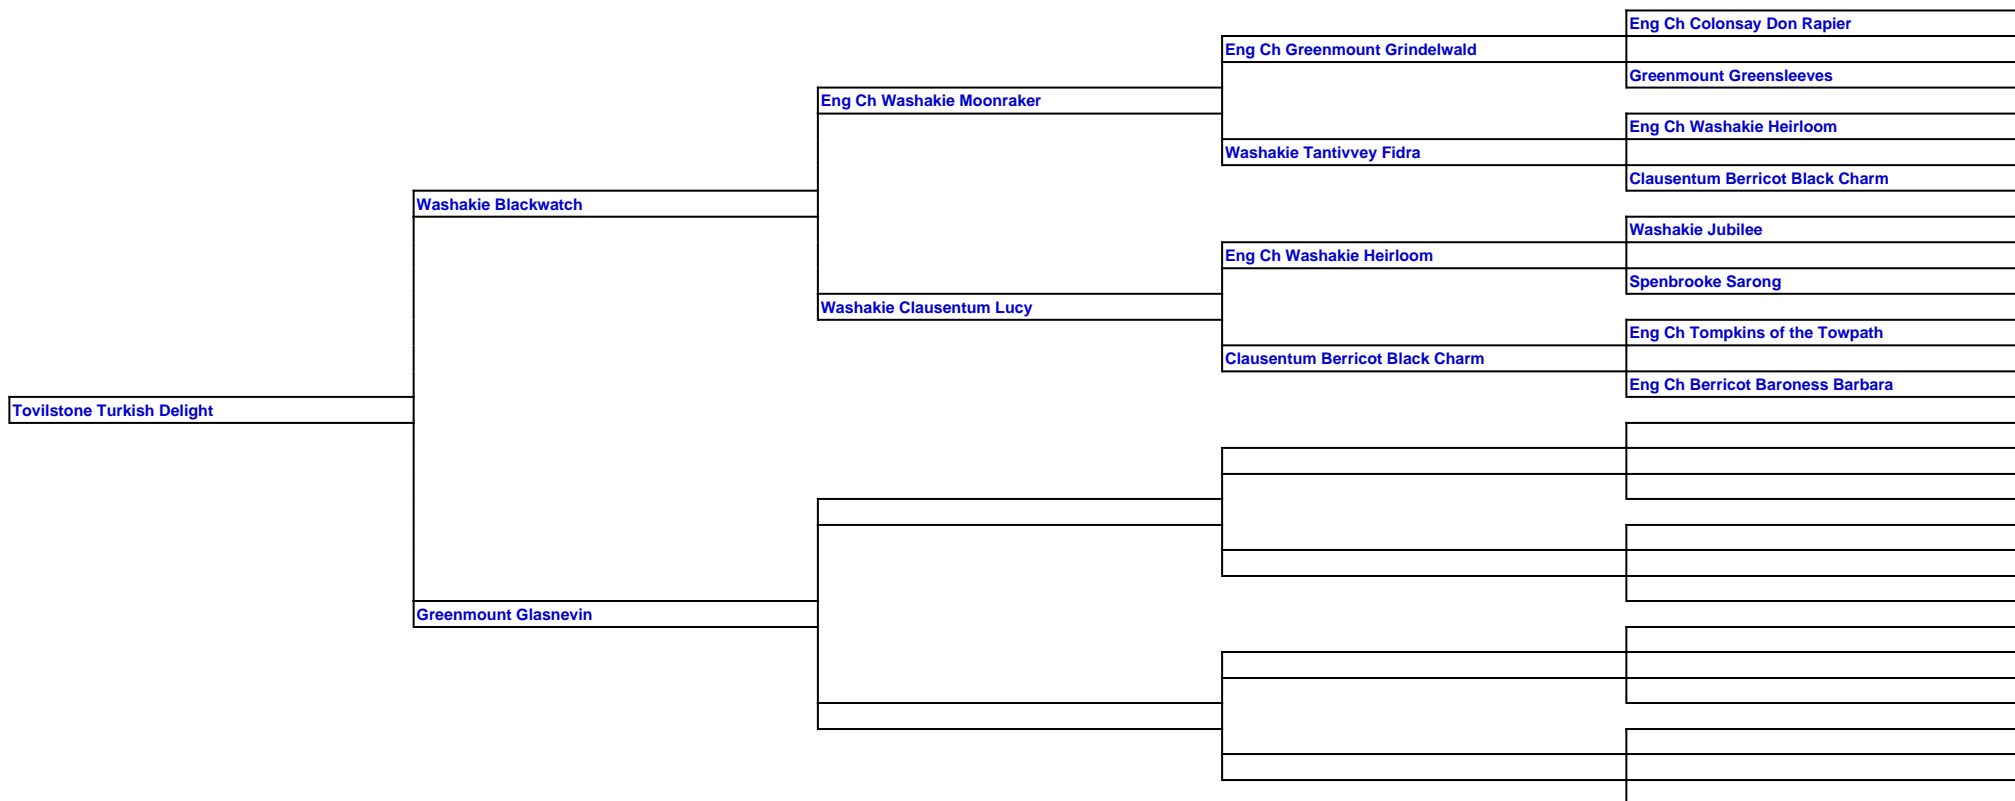 Eng Ch Colonsay Don Rapier
Eng Ch Greenmount Grindelwald
Greenmount Greensleeves
Eng Ch Washakie Moonraker
Eng Ch Washakie Heirloom
Washakie Tantivvey Fidra
Clausentum Berricot Black Charm
Washakie Blackwatch
Washakie Jubilee
Eng Ch Washakie Heirloom
Spenbrooke Sarong
Washakie Clausentum Lucy
Eng Ch Tompkins of the Towpath
Clausentum Berricot Black Charm
Eng Ch Berricot Baroness Barbara
Tovilstone Turkish Delight
Greenmount Glasnevin